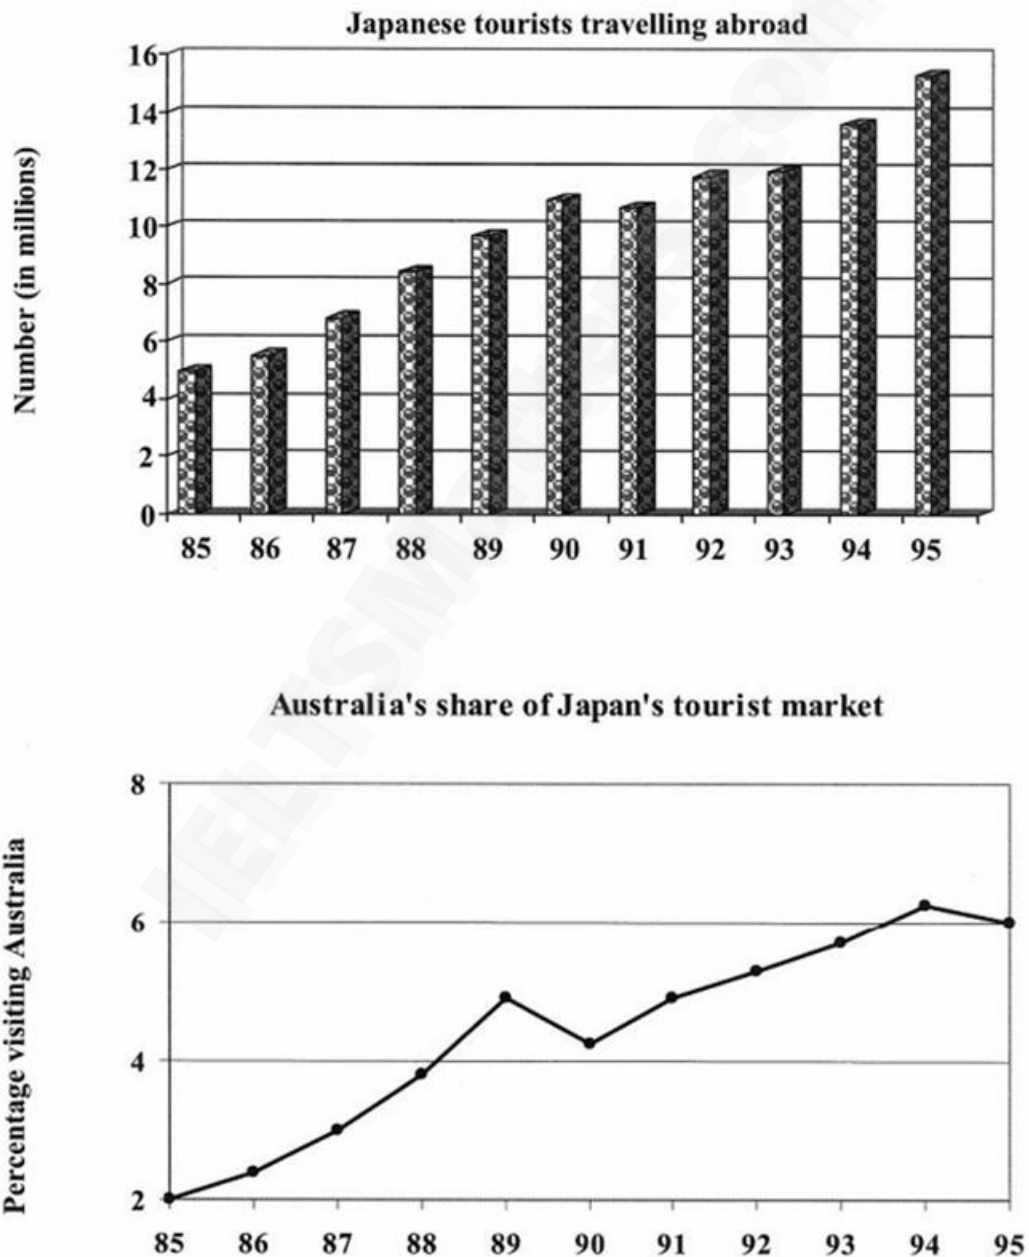 Japanese tourists travelling abroad
Number (in millions)
16
14
12
10
8
6
4
2
0
85 86 87 88 89 90 91 92 93 94 95
Australia's share of Japan's tourist market
Percentage visiting Australia
8
6
4
2
85 86 87 88 89 90 91 92 93 94 95
IELTSMatters.com